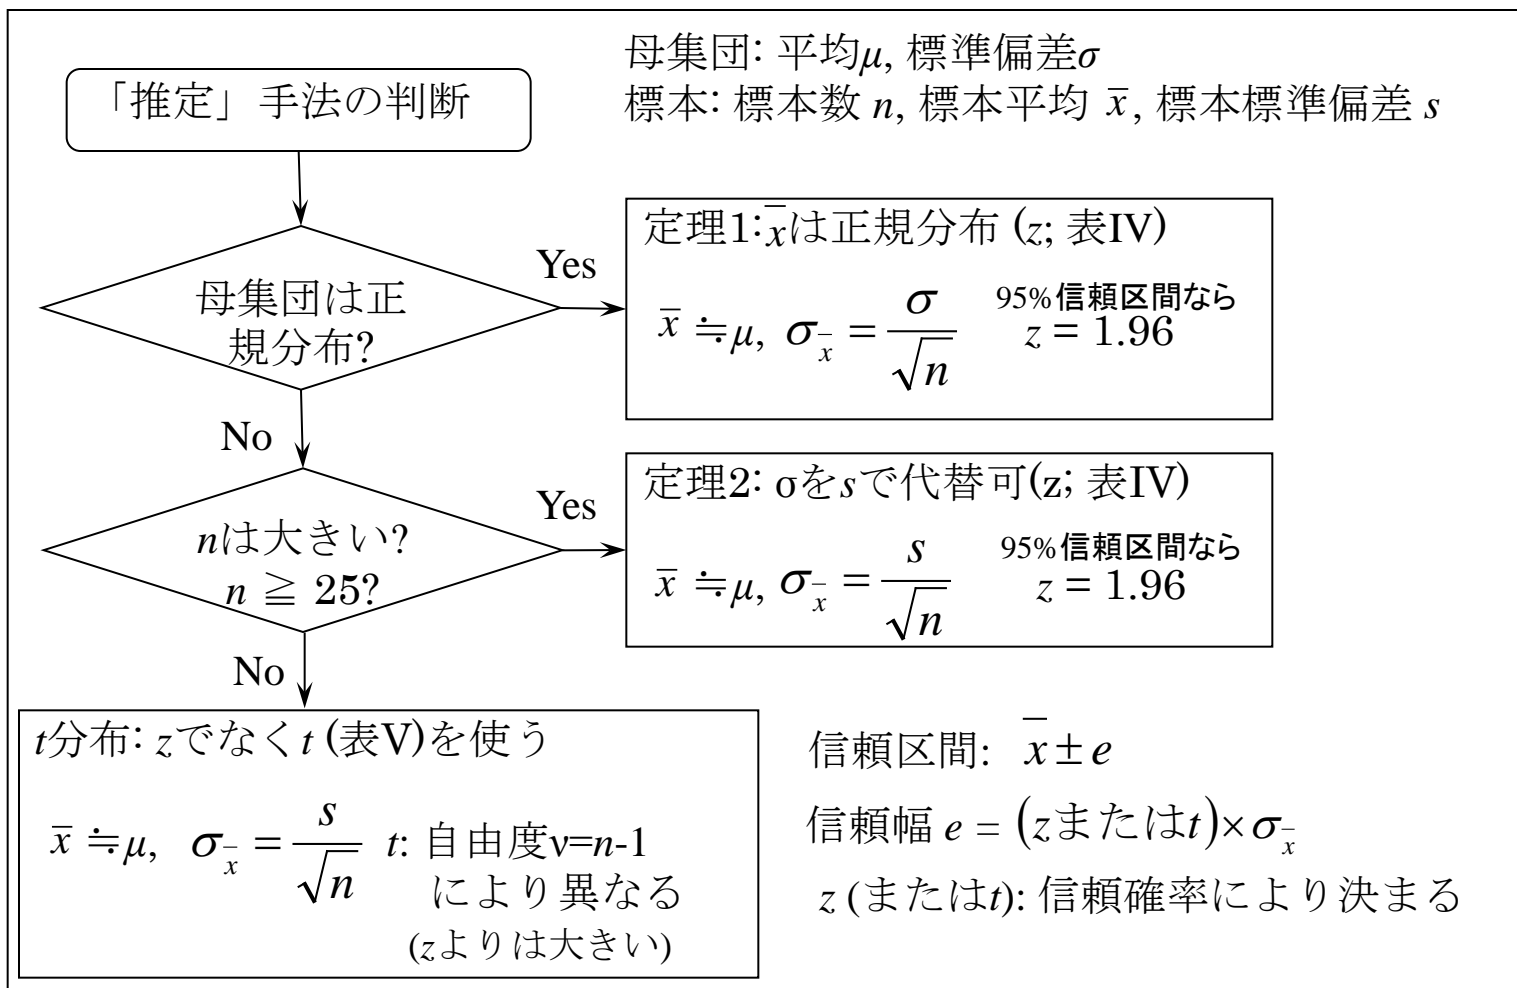 母集団: 平均μ, 標準偏差σ
標本: 標本数 n, 標本平均 x̄, 標本標準偏差 s
「推定」手法の判断
母集団は正
規分布?
Yes
定理1:x̄は正規分布 (z; 表IV)
x̄ ≒μ, σ_x̄ = σ/√n 95%信頼区間なら
z = 1.96
No
nは大きい?
n ≧ 25?
Yes
定理2: σをsで代替可(z; 表IV)
x̄ ≒μ, σ_x̄ = s/√n 95%信頼区間なら
z = 1.96
No
t分布: zでなくt (表V)を使う
x̄ ≒μ, σ_x̄ = s/√n t: 自由度ν=n-1
により異なる
(zよりは大きい)
信頼区間: x̄ ± e
信頼幅 e = (zまたはt)×σ_x̄
z (またはt): 信頼確率により決まる